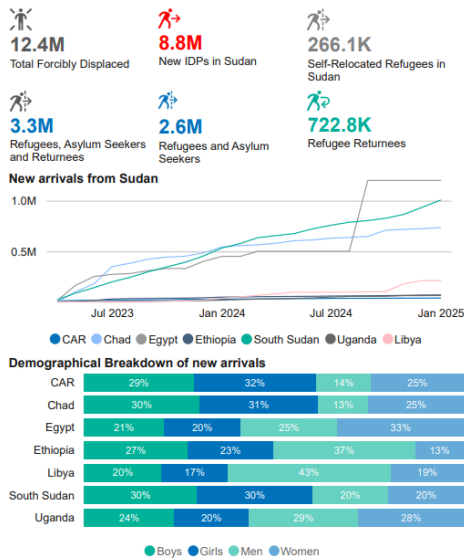 12.4M
Total Forcibly Displaced
8.8M
New IDPs in Sudan
266.1K
Self-Relocated Refugees in
Sudan
3.3M
Refugees, Asylum Seekers
and Returnees
2.6M
Refugees and Asylum
Seekers
722.8K
Refugee Returnees
New arrivals from Sudan
1.0M
0.5M
Jul 2023 Jan 2024 Jul 2024 Jan 2025
CAR Chad Egypt Ethiopia South Sudan Uganda Libya
Demographical Breakdown of new arrivals
CAR 29% 32% 14% 25%
Chad 30% 31% 13% 25%
Egypt 21% 20% 25% 33%
Ethiopia 27% 23% 37% 13%
Libya 20% 17% 43% 19%
South Sudan 30% 30% 20% 20%
Uganda 24% 20% 29% 28%
Boys Girls Men Women